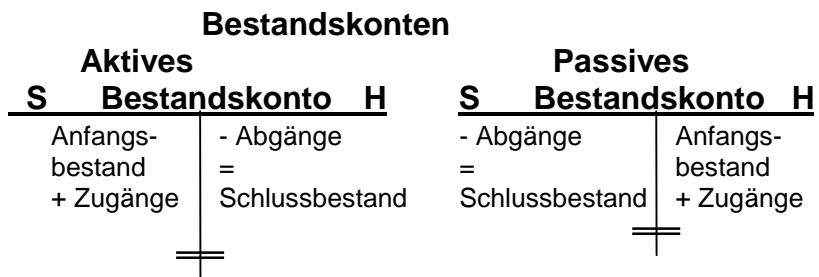 Bestandskonten
Aktives
S Bestandskonto H
Anfangs-
bestand
+ Zugänge
- Abgänge
=
Schlussbestand
Passives
S Bestandskonto H
- Abgänge
=
Schlussbestand
Anfangs-
bestand
+ Zugänge